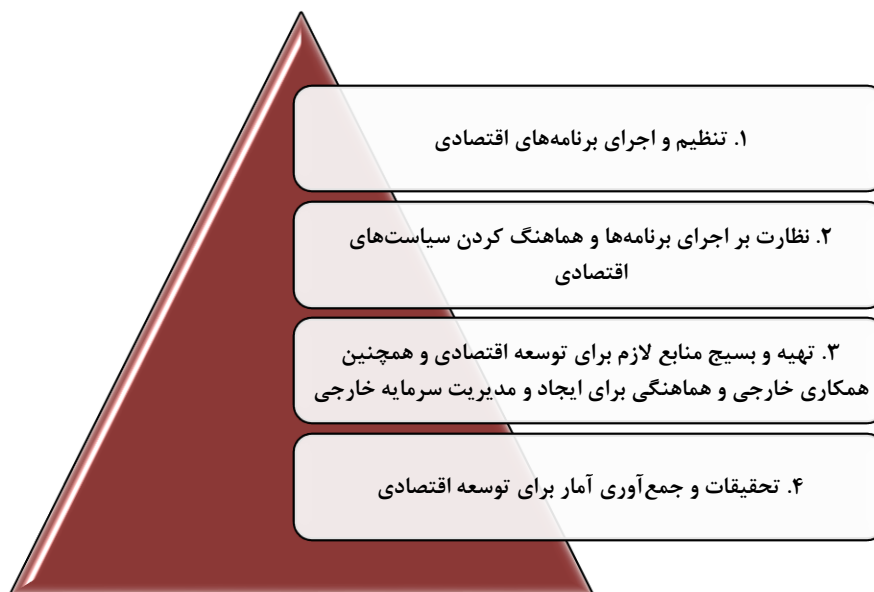 ۱. تنظیم و اجرای برنامه‌های اقتصادی
۲. نظارت بر اجرای برنامه‌ها و هماهنگ کردن سیاست‌های
اقتصادی
۳. تهیه و بسیج منابع لازم برای توسعه اقتصادی و همچنین
همکاری خارجی و هماهنگی برای ایجاد و مدیریت سرمایه خارجی
۴. تحقیقات و جمع‌آوری آمار برای توسعه اقتصادی